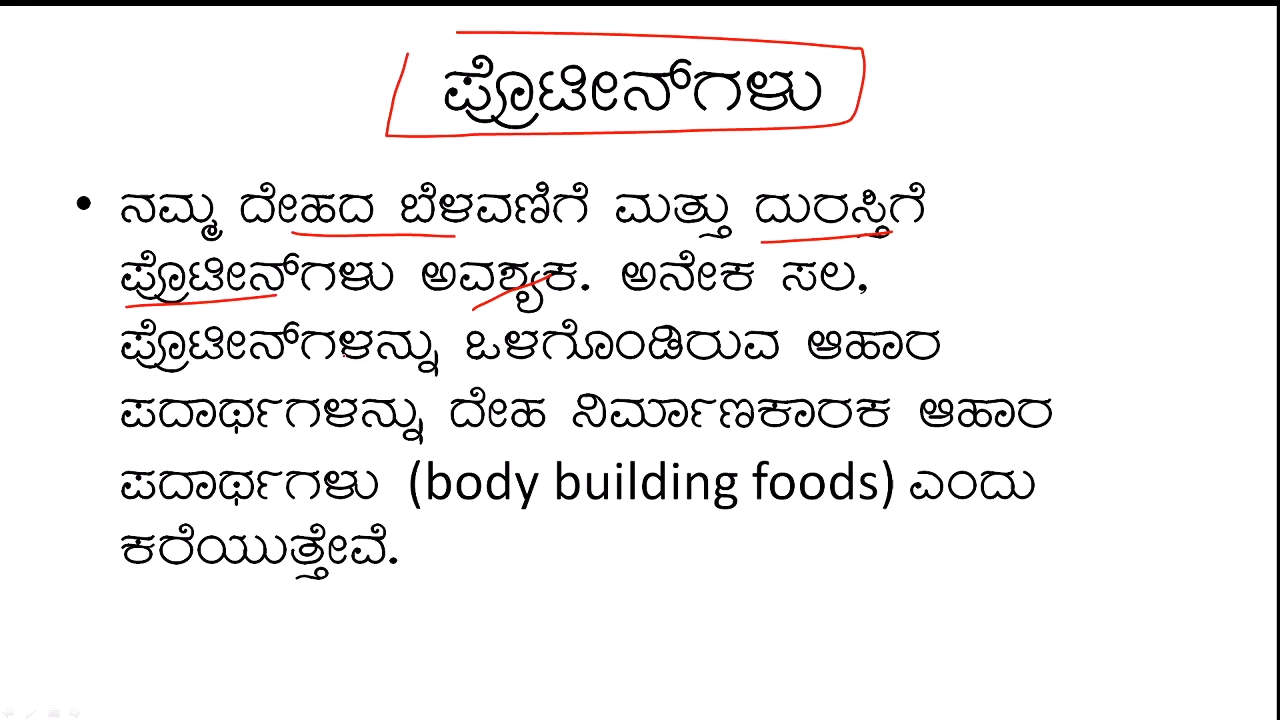 ಪ್ರೊಟೀನ್‌ಗಳು
• ನಮ್ಮ ದೇಹದ ಬೆಳವಣಿಗೆ ಮತ್ತು ದುರಸ್ತಿಗೆ
ಪ್ರೊಟೀನ್‌ಗಳು ಅವಶ್ಯಕ. ಅನೇಕ ಸಲ,
ಪ್ರೊಟೀನ್‌ಗಳನ್ನು ಒಳಗೊಂಡಿರುವ ಆಹಾರ
ಪದಾರ್ಥಗಳನ್ನು ದೇಹ ನಿರ್ಮಾಣಕಾರಕ ಆಹಾರ
ಪದಾರ್ಥಗಳು (body building foods) ಎಂದು
ಕರೆಯುತ್ತೇವೆ.